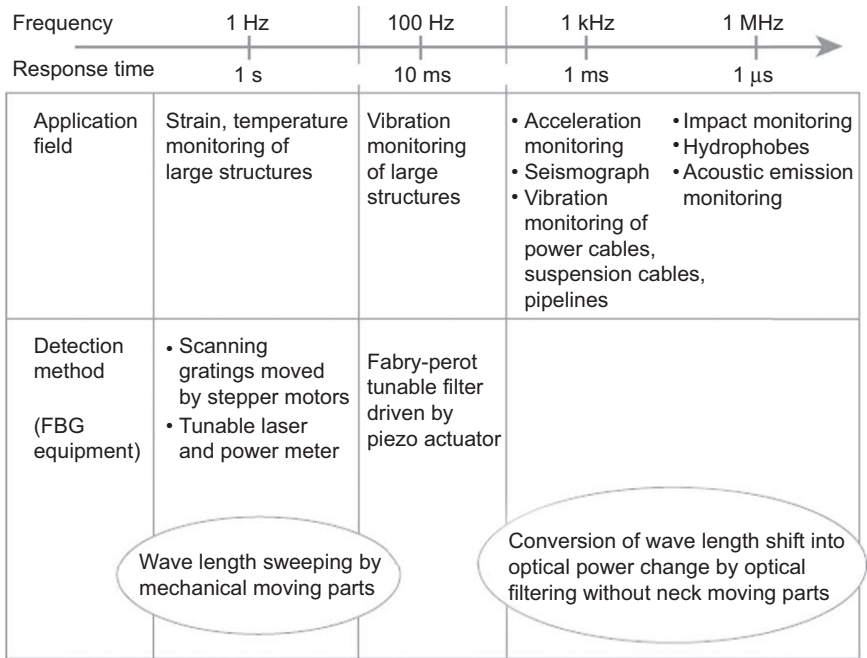 Frequency 1 Hz 100 Hz 1 kHz 1 MHz
Response time 1 s 10 ms 1 ms 1 μs
Application
field
Strain, temperature
monitoring of
large structures
Vibration
monitoring
of large
structures
• Acceleration
monitoring
• Seismograph
• Vibration
monitoring of
power cables,
suspension cables,
pipelines
• Impact monitoring
• Hydrophobes
• Acoustic emission
monitoring
Detection
method
(FBG
equipment)
• Scanning
gratings moved
by stepper motors
• Tunable laser
and power meter
Fabry-perot
tunable filter
driven by
piezo actuator
Wave length sweeping by
mechanical moving parts
Conversion of wave length shift into
optical power change by optical
filtering without neck moving parts